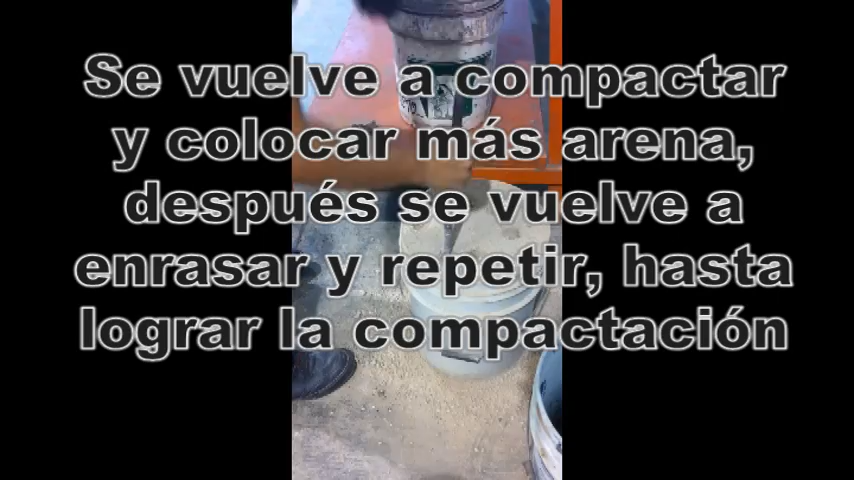 Se vuelve a compactar
y colocar más arena,
después se vuelve a
enrasar y repetir, hasta
lograr la compactación